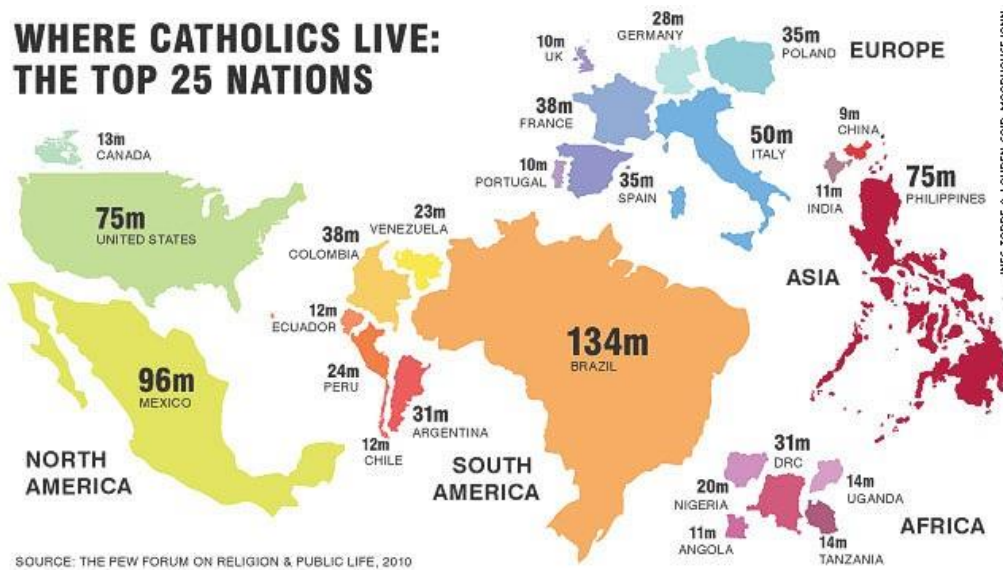 WHERE CATHOLICS LIVE:
THE TOP 25 NATIONS
13m
CANADA
75m
UNITED STATES
96m
MEXICO
NORTH
AMERICA
23m
VENEZUELA
38m
COLOMBIA
12m
ECUADOR
24m
PERU
31m
ARGENTINA
12m
CHILE
134m
BRAZIL
SOUTH
AMERICA
10m
UK
28m
GERMANY
35m
POLAND
EUROPE
38m
FRANCE
50m
ITALY
10m
PORTUGAL
35m
SPAIN
9m
CHINA
11m
INDIA
75m
PHILIPPINES
ASIA
31m
DRC
20m
NIGERIA
14m
UGANDA
11m
ANGOLA
14m
TANZANIA
AFRICA
SOURCE: THE PEW FORUM ON RELIGION & PUBLIC LIFE, 2010